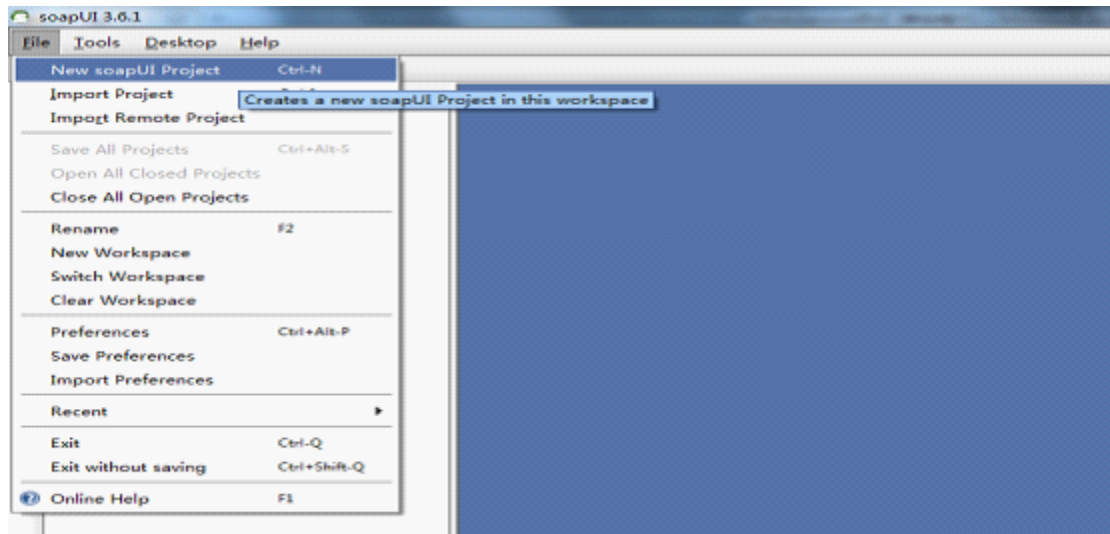 soapUI 3.6.1
File Tools Desktop Help
New soapUI Project Ctrl-N
Import Project
Creates a new soapUI Project in this workspace
Import Remote Project
Save All Projects Ctrl+Alt-S
Open All Closed Projects
Close All Open Projects
Rename F2
New Workspace
Switch Workspace
Clear Workspace
Preferences Ctrl+Alt-P
Save Preferences
Import Preferences
Recent
Exit Ctrl-Q
Exit without saving Ctrl+Shift-Q
Online Help F1